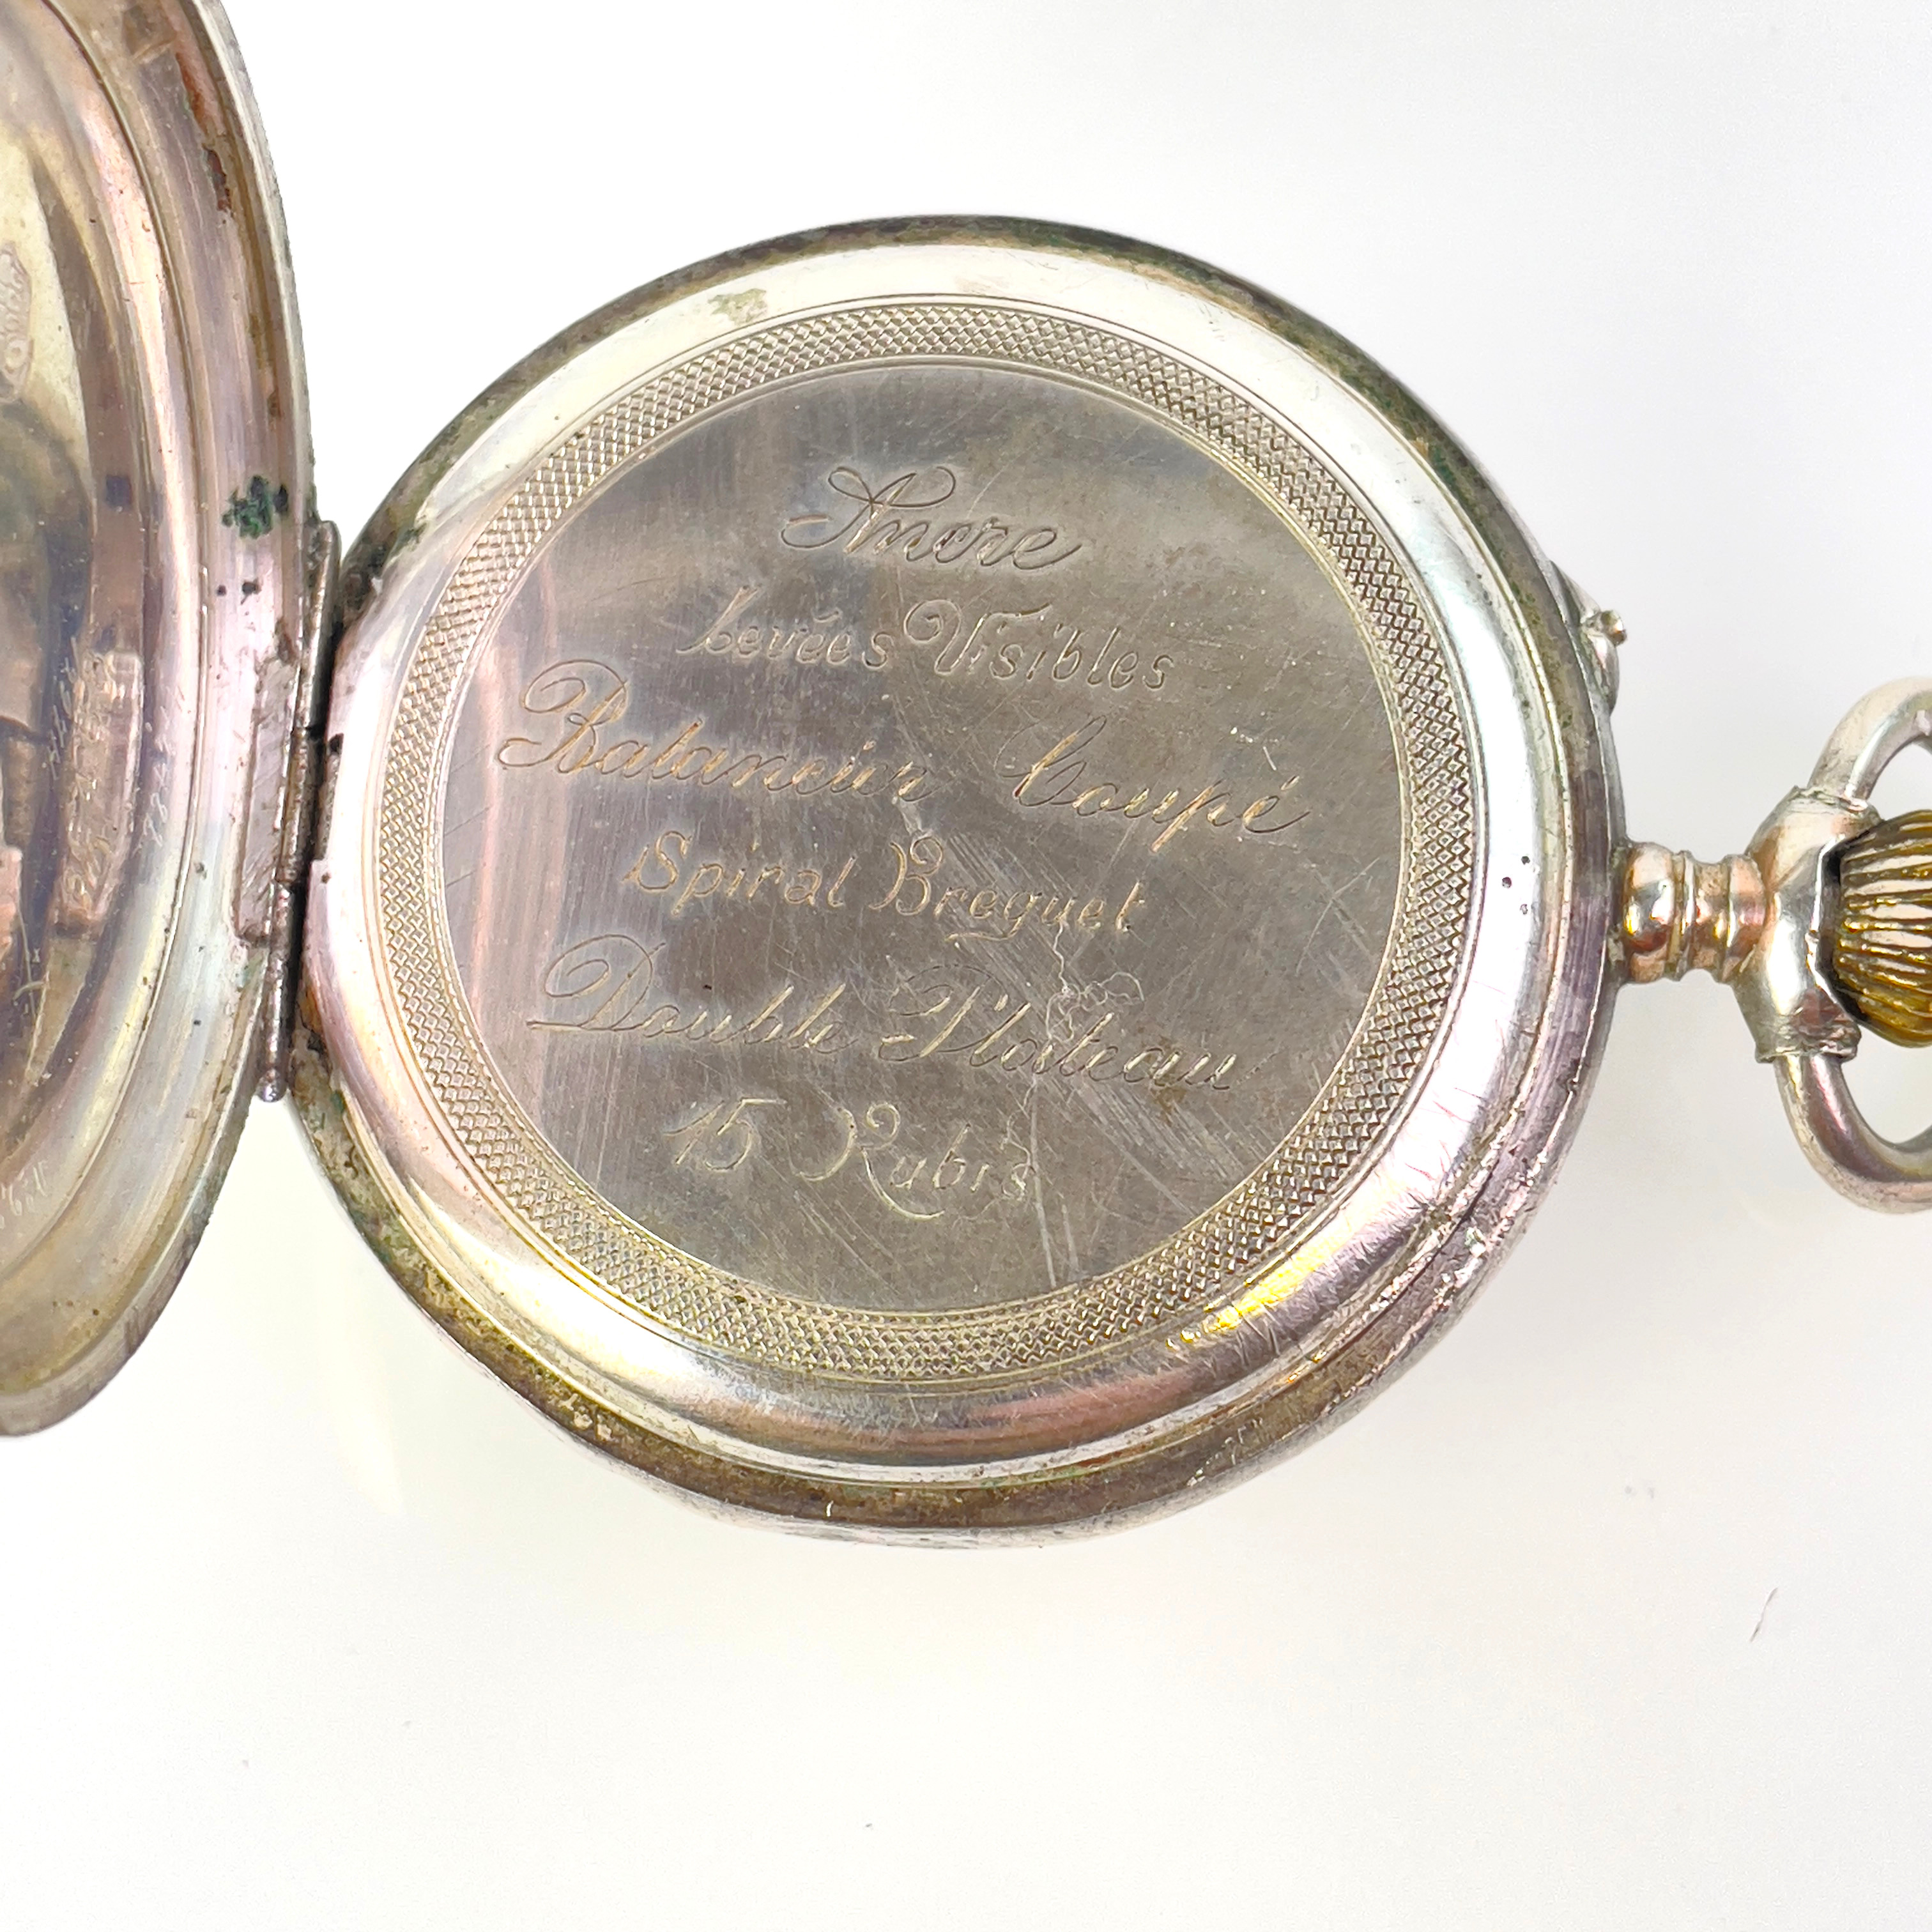 Ancre
Levées Visibles
Balancier Coupé
Spiral Breguet
Double Plateau
15 Rubis